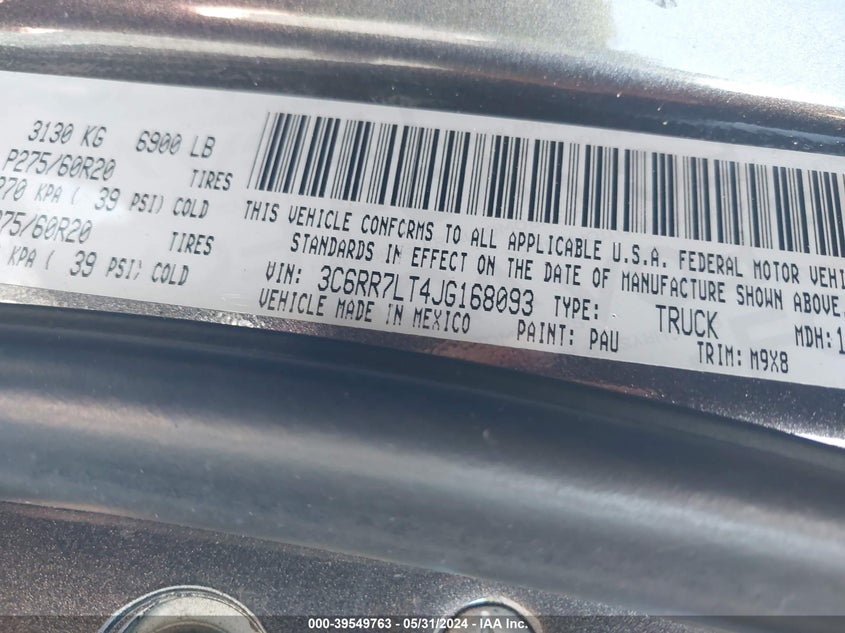 3130 KG 6900 LB
P275/60R20 TIRES
270 KPA ( 39 PSI) COLD
275/60R20 TIRES
KPA ( 39 PSI) COLD
THIS VEHICLE CONFORMS TO ALL APPLICABLE U.S.A. FEDERAL MOTOR
STANDARDS IN EFFECT ON THE DATE OF MANUFACTURE SHOWN ABOVE.
VIN: 3C6RR7LT4JG168093 TYPE: TRUCK MDH:1
VEHICLE MADE IN MEXICO PAINT: PAU TRIM: M9X8
000-39549763 - 05/31/2024 - IAA Inc.